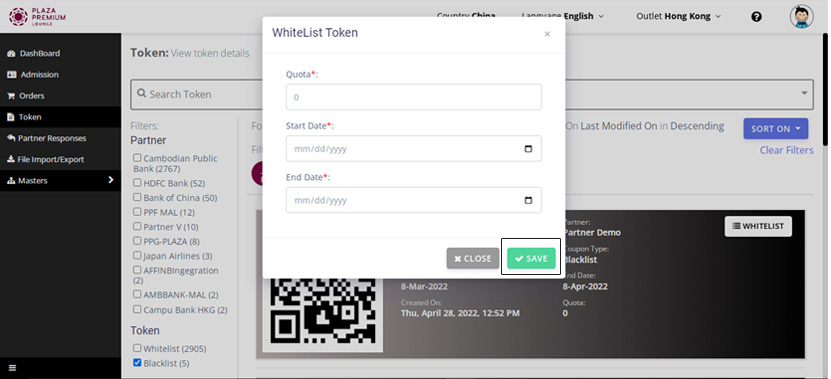 PLAZA
PREMIUM
LOUNGE
Country China
Language English
Outlet Hong Kong
DashBoard
Admission
Orders
Token
Partner Responses
File Import/Export
Masters
Token: View token details
Search Token
Filters:
Partner
Cambodian Public
Bank (2767)
HDFC Bank (52)
Bank of China (50)
PPF MAL (12)
Partner V (10)
PPG-PLAZA (8)
Japan Airlines (3)
AFFINBIngegration
(2)
AMBBANK-MAL (2)
Campu Bank HKG (2)
Token
Whitelist (2905)
Blacklist (5)
On Last Modified On in Descending
SORT ON
Clear Filters
WhiteList Token
×
Quota*:
0
Start Date*:
mm/dd/yyyy
End Date*:
mm/dd/yyyy
CLOSE
SAVE
Partner:
Partner Demo
WHITELIST
Coupon Type:
Blacklist
End Date:
8-Mar-2022
8-Apr-2022
Created On:
Quota:
Thu, April 28, 2022, 12:52 PM
0